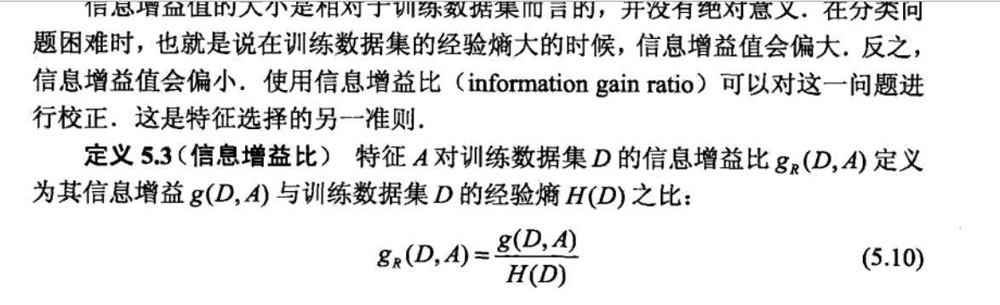 信息增益值的大小是相对于训练数据集而言的，并没有绝对意义．在分类问
题困难时，也就是说在训练数据集的经验熵大的时候，信息增益值会偏大．反之，
信息增益值会偏小．使用信息增益比（information gain ratio）可以对这一问题进
行校正．这是特征选择的另一准则．
定义 5.3（信息增益比） 特征 A 对训练数据集 D 的信息增益比 g_R(D, A) 定义
为其信息增益 g(D, A) 与训练数据集 D 的经验熵 H(D) 之比：
g_R(D, A) = g(D, A) / H(D) (5.10)